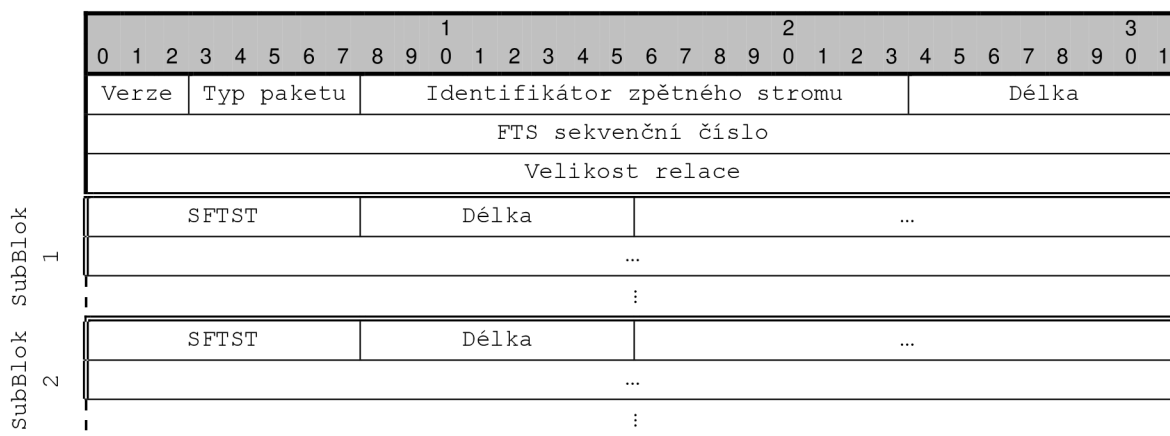 1 2 3
0 1 2 3 4 5 6 7 8 9 0 1 2 3 4 5 6 7 8 9 0 1 2 3 4 5 6 7 8 9 0 1
Verze Typ paketu Identifikátor zpětného stromu Délka
FTS sekvenční číslo
Velikost relace
SubBlok 1
SFTST Délka …
…
⋮
SubBlok 2
SFTST Délka …
…
⋮